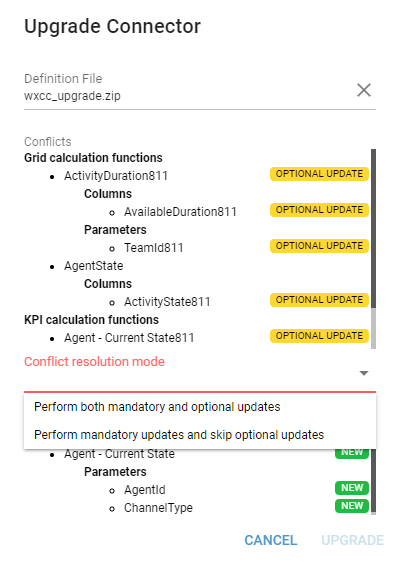 Upgrade Connector
Definition File
wxcc_upgrade.zip
Conflicts
Grid calculation functions
ActivityDuration811 OPTIONAL UPDATE
Columns
AvailableDuration811 OPTIONAL UPDATE
Parameters
TeamId811 OPTIONAL UPDATE
AgentState
Columns
ActivityState811 OPTIONAL UPDATE
KPI calculation functions
Agent - Current State811 OPTIONAL UPDATE
Conflict resolution mode
Perform both mandatory and optional updates
Perform mandatory updates and skip optional updates
Agent - Current State NEW
Parameters
AgentId NEW
ChannelType NEW
CANCEL UPGRADE